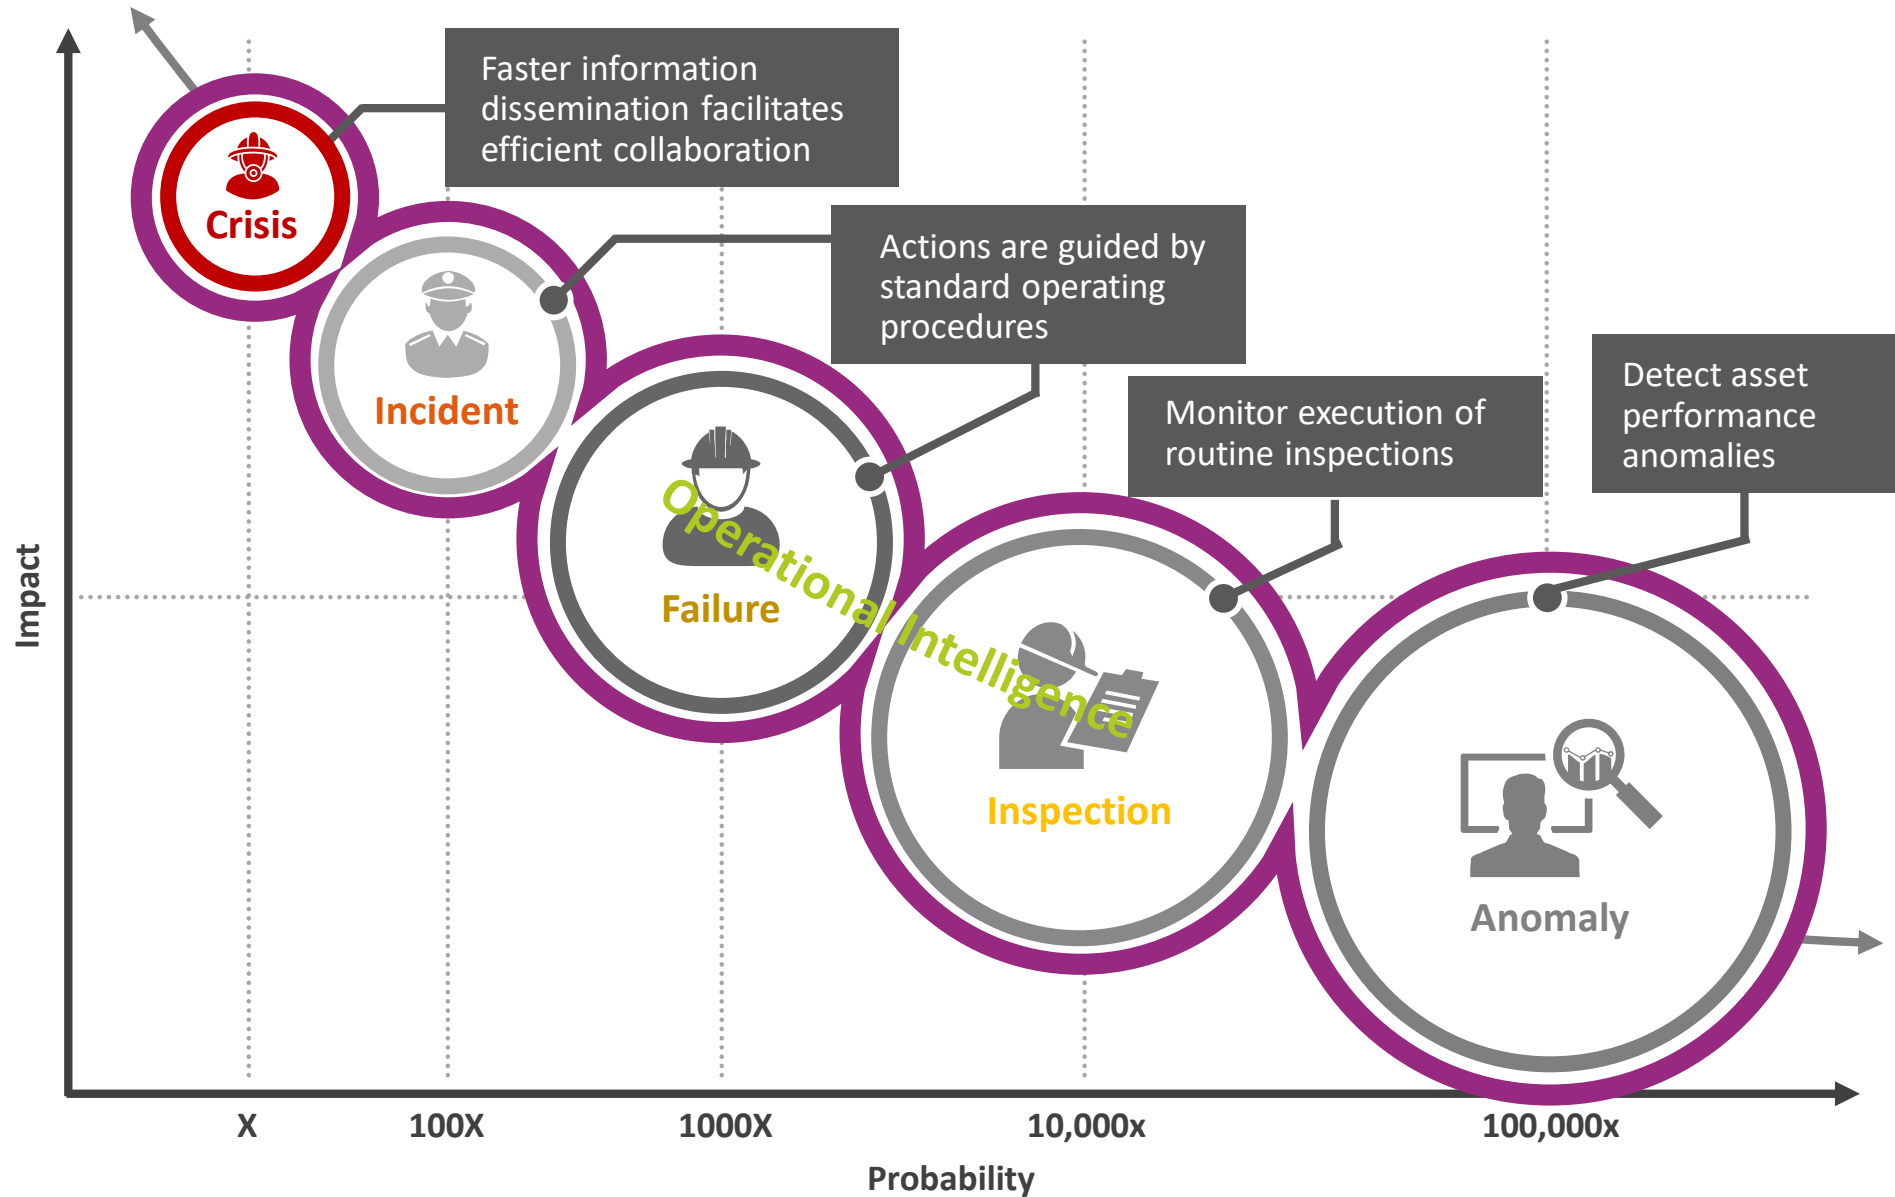 Faster information
dissemination facilitates
efficient collaboration
Crisis
Actions are guided by
standard operating
procedures
Incident
Detect asset
performance
anomalies
Monitor execution of
routine inspections
Operational Intelligence
Failure
Inspection
Anomaly
Impact
X
100X
1000X
10,000x
100,000x
Probability